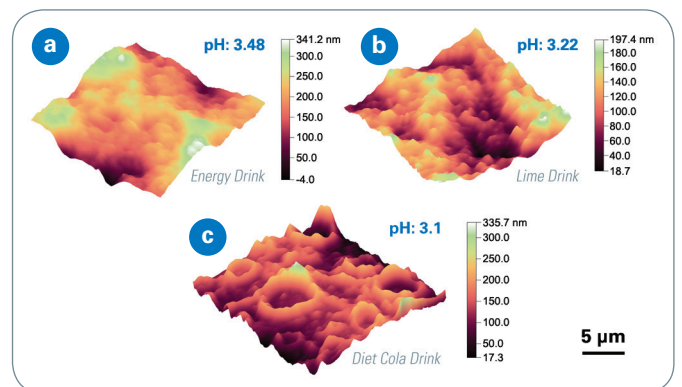 a
pH: 3.48
341.2 nm
300.0
250.0
200.0
150.0
100.0
50.0
-4.0
Energy Drink
b
pH: 3.22
197.4 nm
180.0
160.0
140.0
120.0
100.0
80.0
60.0
40.0
18.7
Lime Drink
c
pH: 3.1
335.7 nm
300.0
250.0
200.0
150.0
100.0
50.0
17.3
Diet Cola Drink
5 µm